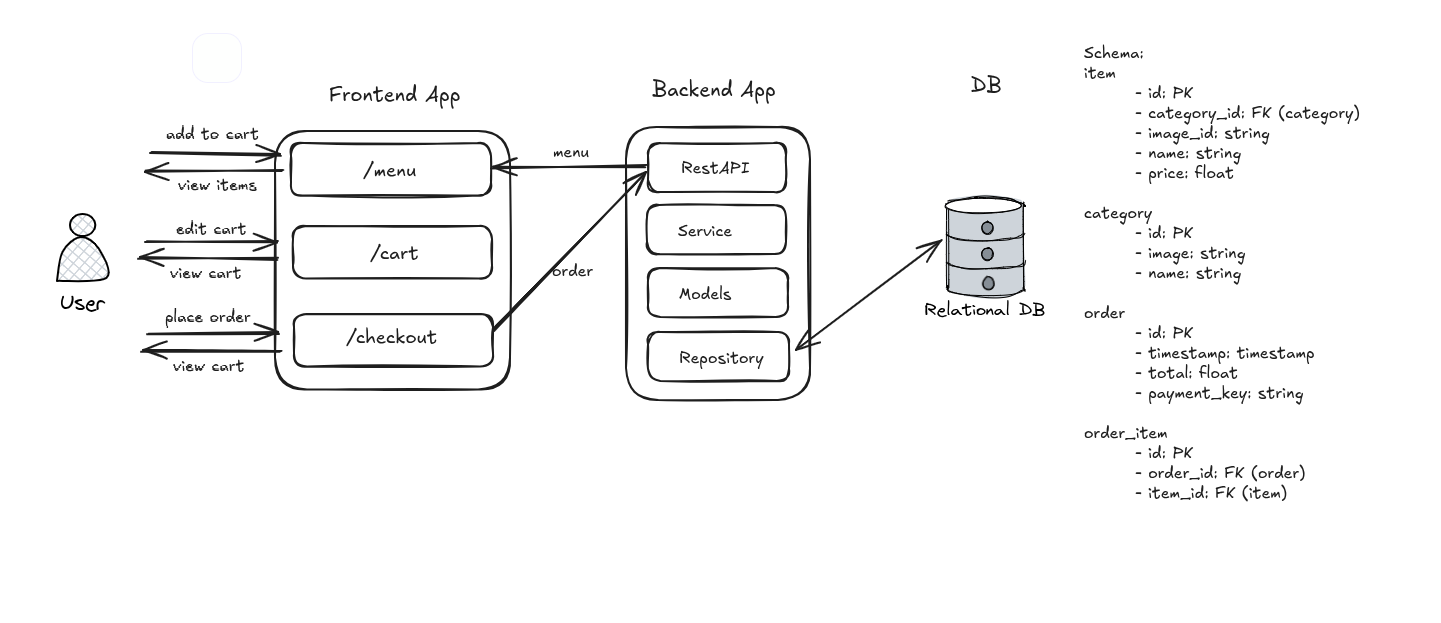 Frontend App
Backend App
DB
add to cart
view items
edit cart
view cart
place order
view cart
User
/menu
/cart
/checkout
menu
order
RestAPI
Service
Models
Repository
Relational DB
Schema:
item
- id: PK
- category_id: FK (category)
- image_id: string
- name: string
- price: float
category
- id: PK
- image: string
- name: string
order
- id: PK
- timestamp: timestamp
- total: float
- payment_key: string
order_item
- id: PK
- order_id: FK (order)
- item_id: FK (item)